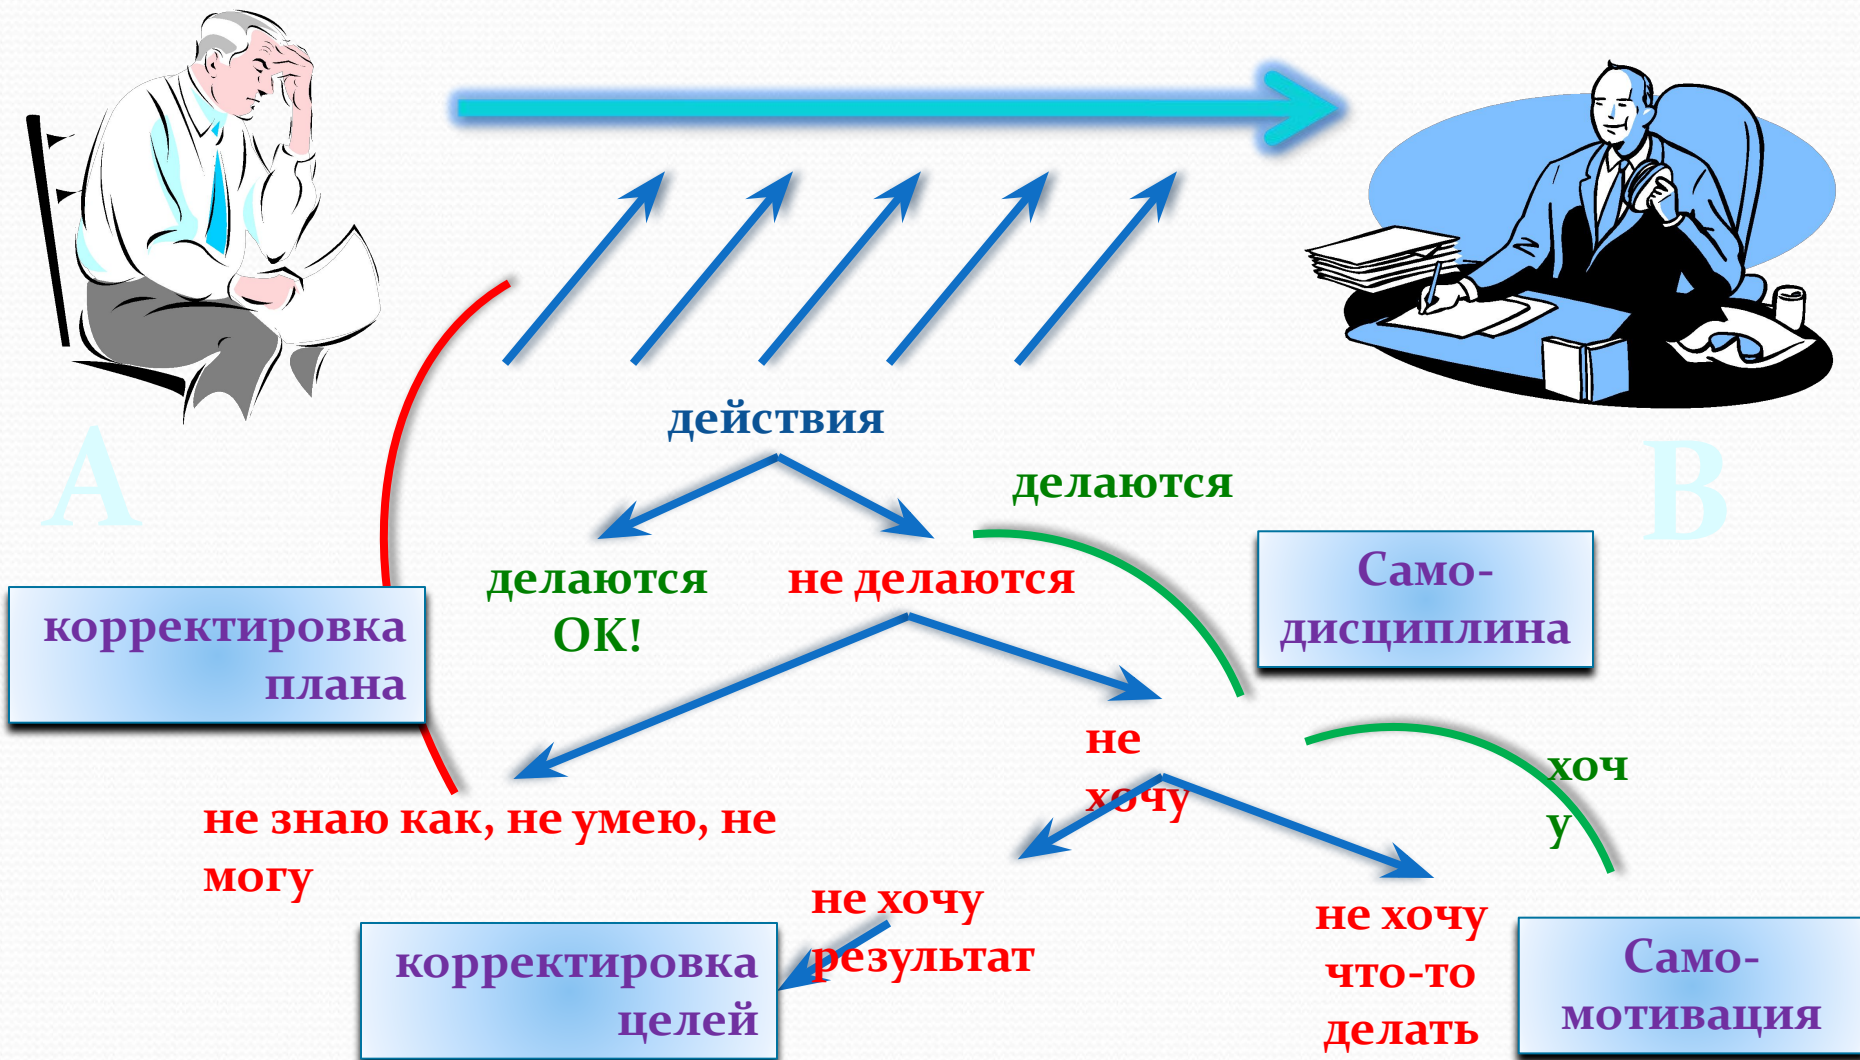 A
B
действия
делаются
делаются
ОК!
не делаются
Само-
дисциплина
корректировка
плана
не
хочу
хоч
у
не знаю как, не умею, не
могу
не хочу
результат
не хочу
что-то
делать
корректировка
целей
Само-
мотивация